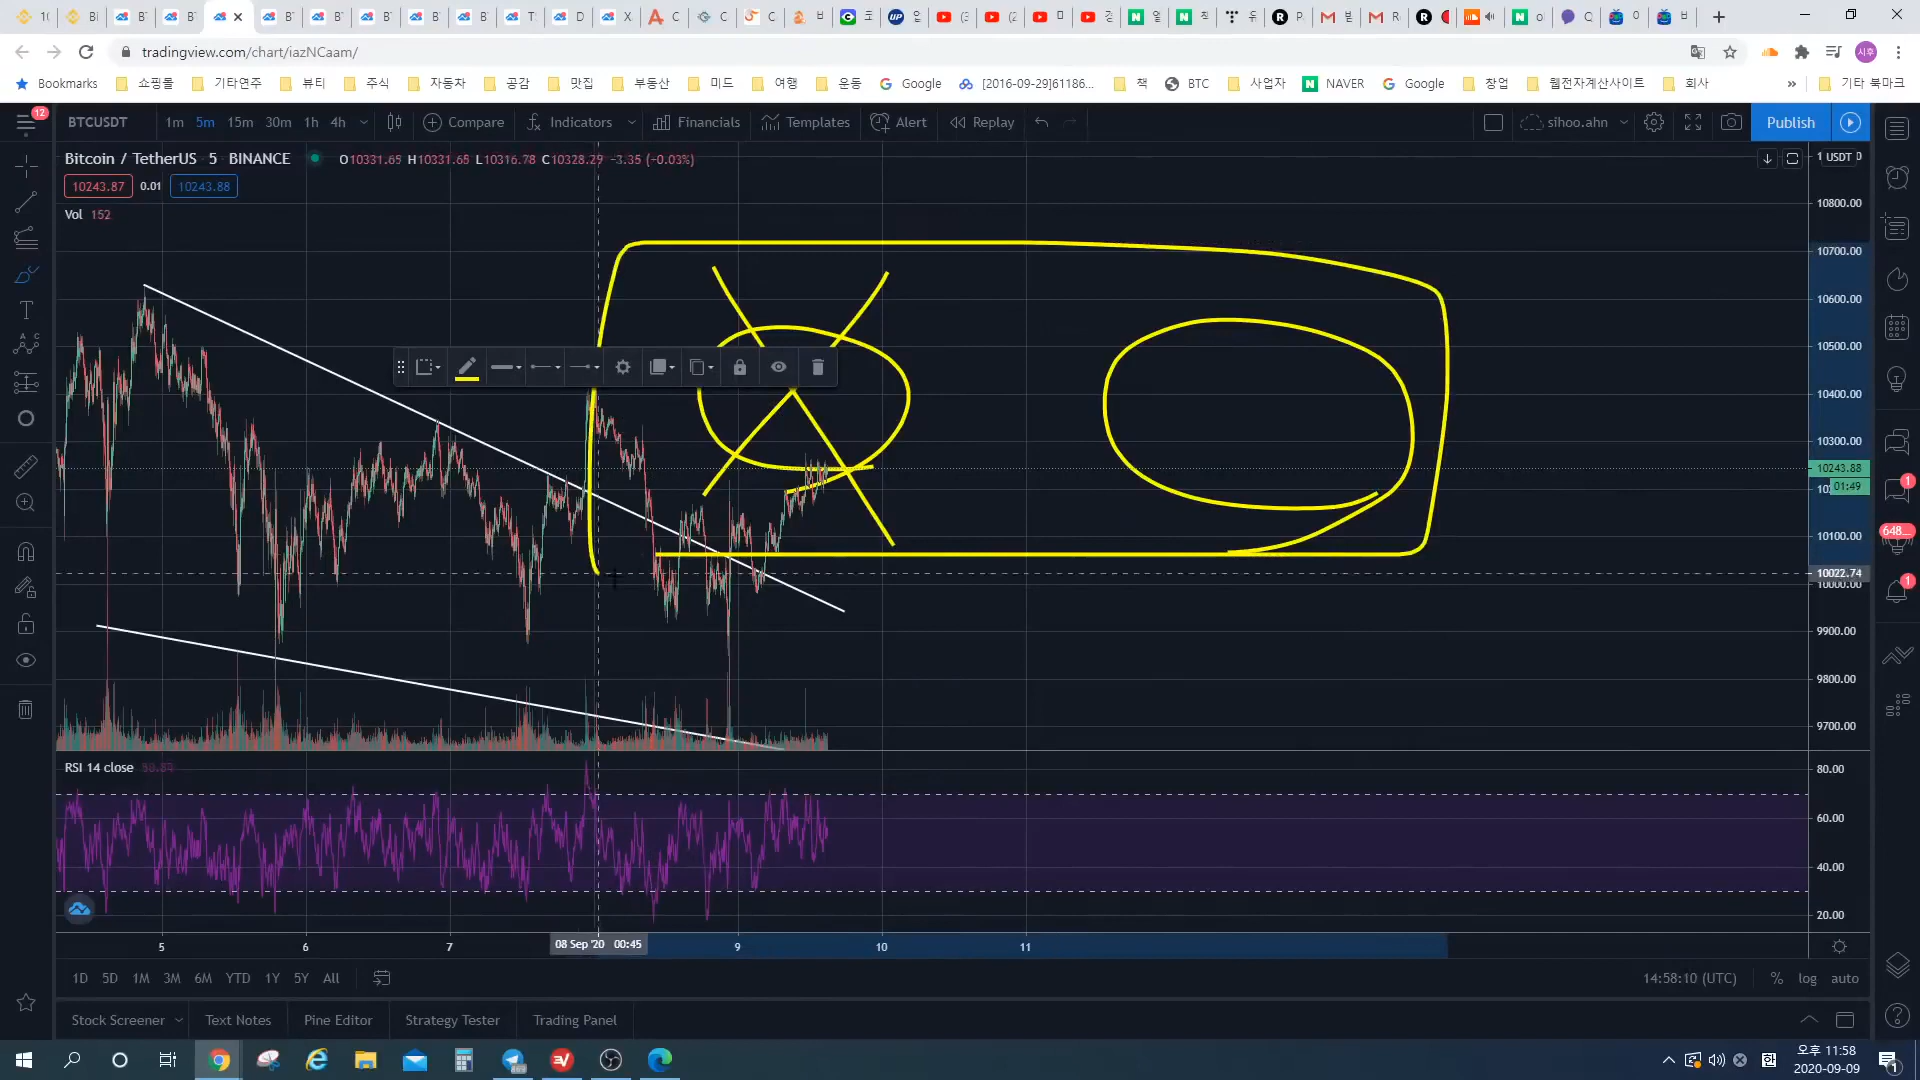 tradingview.com/chart/iazNCaam/
시후
Bookmarks 쇼핑몰 기타연주 뷰티 주식 자동차 공감 맛집 부동산 미드 여행 운동 Google [2016-09-29]61186... 책 BTC 사업자 NAVER Google 창업 웹전자계산사이트 회사 » 기타 북마크
12
BTCUSDT 1m 5m 15m 30m 1h 4h Compare Indicators Financials Templates Alert Replay sihoo.ahn Publish
Bitcoin / TetherUS 5 BINANCE O10331.65 H10331.65 L10316.78 C10328.29 −3.35 (−0.03%)
USDT
10243.87 0.01 10243.88
Vol 152
10800.00
10700.00
10600.00
10500.00
10400.00
10300.00
10243.88
01:49
10100.00
10022.74
10000.00
9900.00
9800.00
9700.00
1
648...
1
RSI 14 close
80.00
60.00
40.00
20.00
5 6 7 08 Sep '20 00:45 9 10 11
1D 5D 1M 3M 6M YTD 1Y 5Y All 14:58:10 (UTC) % log auto
Stock Screener Text Notes Pine Editor Strategy Tester Trading Panel
오후 11:58
2020-09-09
1